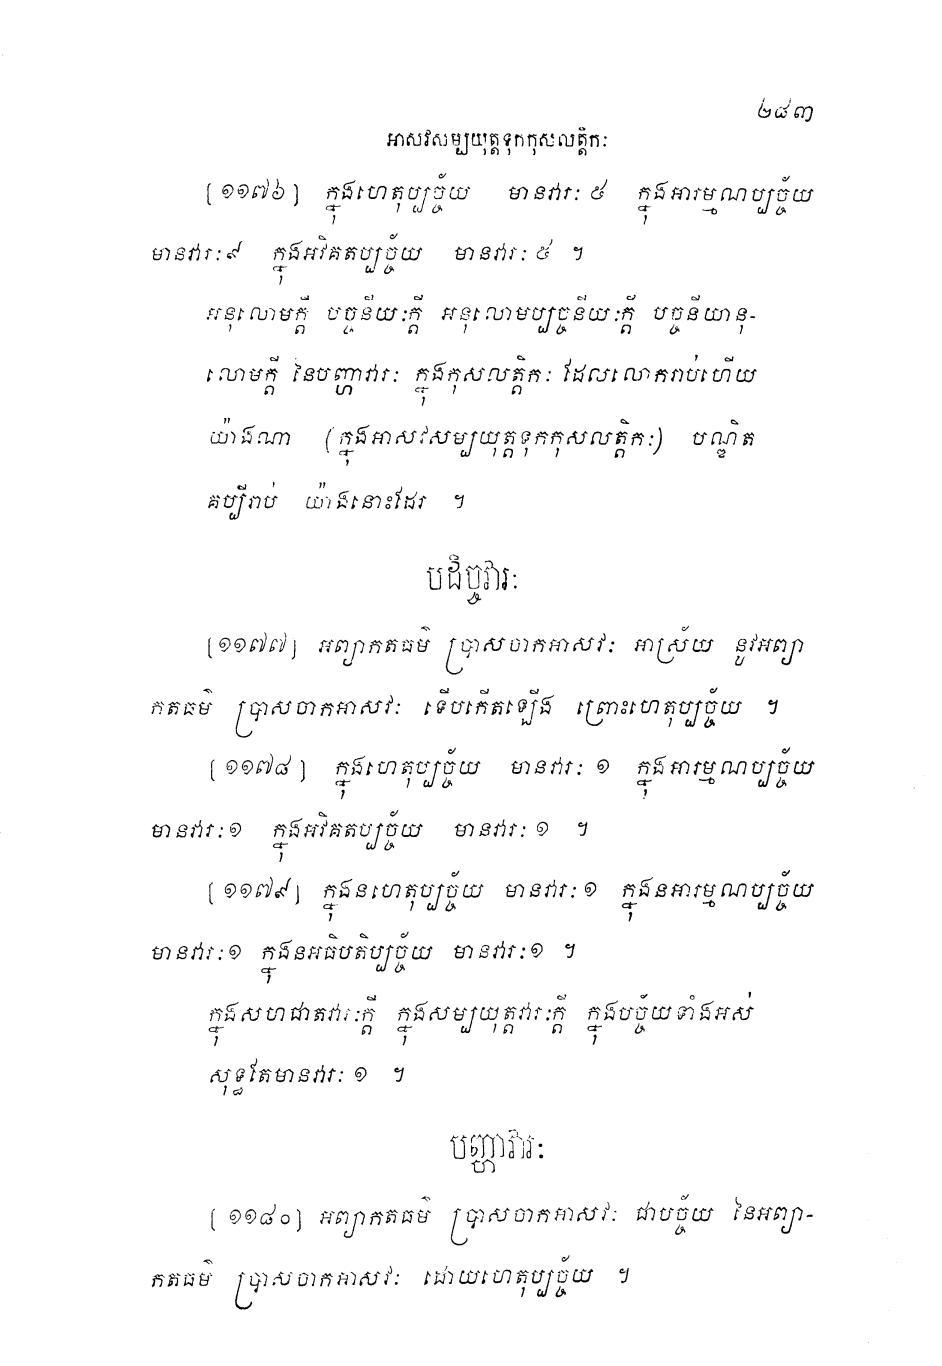 ២៨៣
អាសវសម្បយុត្តទុកកុសលត្តិកៈ
[១១៧៦] ក្នុងហេតុប្បច្ច័យ មានវារៈ ៥ ក្នុងអារម្មណប្បច្ច័យ
មានវារៈ៩ ក្នុងអវិគតប្បច្ច័យ មានវារៈ ៥ ។
អនុលោមក្តី បច្ចនីយៈក្តី អនុលោមប្បច្ចនីយៈក្តី បច្ចនីយានុ-
លោមក្តី នៃបញ្ហាវារៈ ក្នុងកុសលត្តិកៈ ដែលលោករាប់ហើយ
យ៉ាងណា (ក្នុងអាសវសម្បយុត្តទុកកុសលត្តិកៈ) បណ្ឌិត
គប្បីរាប់ យ៉ាងនោះដែរ ។
បដិច្ចវារៈ
[១១៧៧] អព្យាកតធម៌ ប្រាសចាកអាសវៈ អាស្រ័យ នូវអព្យា
កតធម៌ ប្រាសចាកអាសវៈ ទើបកើតឡើង ព្រោះហេតុប្បច្ច័យ ។
[១១៧៨] ក្នុងហេតុប្បច្ច័យ មានវារៈ ១ ក្នុងអារម្មណប្បច្ច័យ
មានវារៈ១ ក្នុងអវិគតប្បច្ច័យ មានវារៈ ១ ។
[១១៧៩] ក្នុងនហេតុប្បច្ច័យ មានវារៈ ១ ក្នុងនអារម្មណប្បច្ច័យ
មានវារៈ១ ក្នុងនអធិបតិប្បច្ច័យ មានវារៈ១ ។
ក្នុងសហជាតវារៈក្តី ក្នុងសម្បយុត្តវារៈក្តី ក្នុងបច្ច័យទាំងអស់
សុទ្ធតែមានវារៈ ១ ។
បញ្ហាវារៈ
[១១៨០] អព្យាកតធម៌ ប្រាសចាកអាសវៈ ជាបច្ច័យ នៃអព្យា-
កតធម៌ ប្រាសចាកអាសវៈ ដោយហេតុប្បច្ច័យ ។